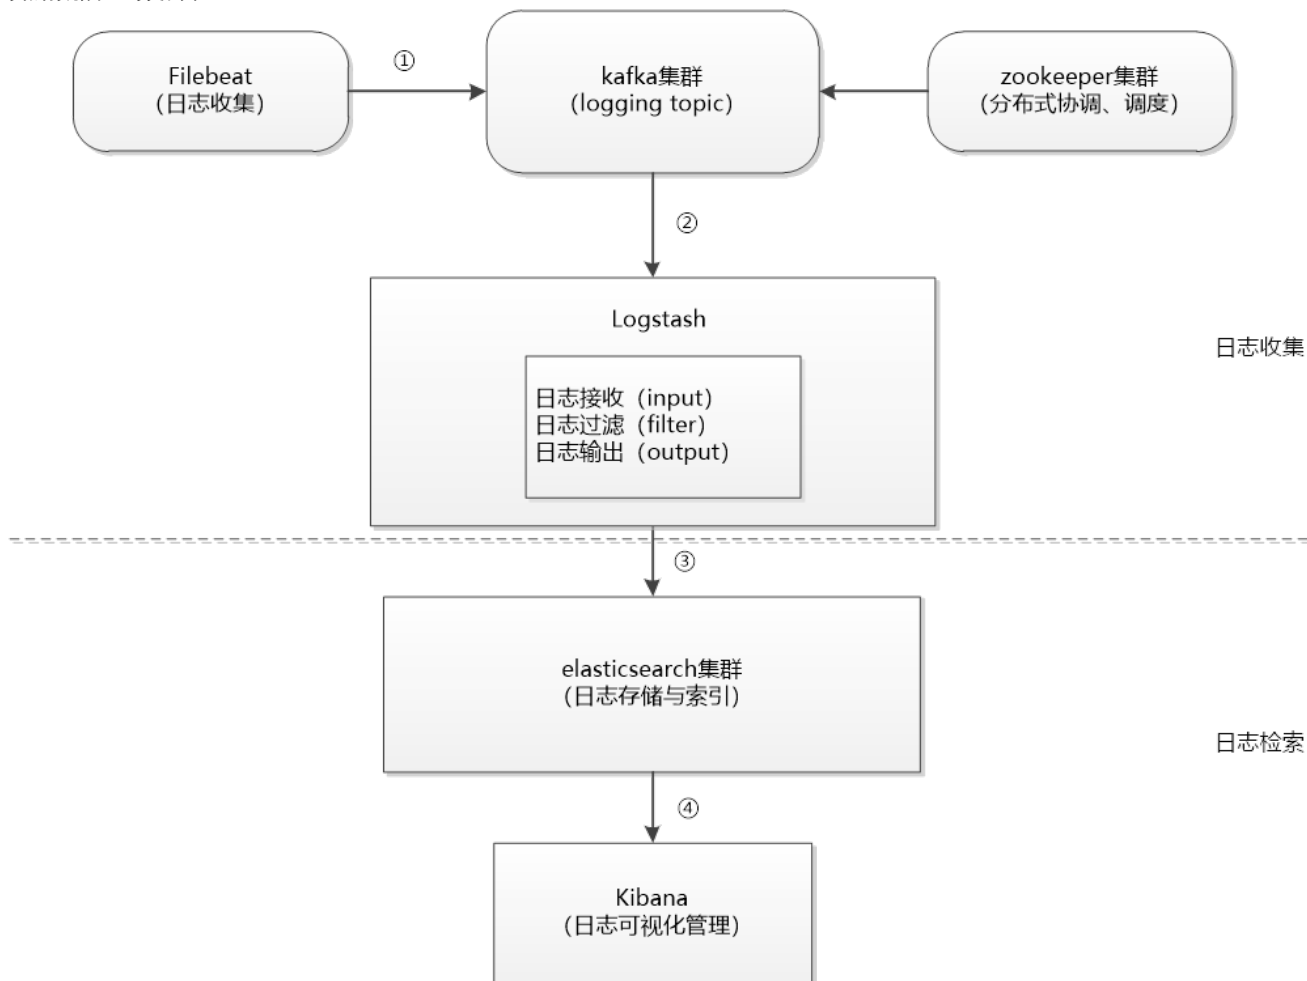 Filebeat
（日志收集）
①
kafka集群
（logging topic）
zookeeper集群
（分布式协调、调度）
②
Logstash
日志接收（input）
日志过滤（filter）
日志输出（output）
日志收集
③
elasticsearch集群
（日志存储与索引）
日志检索
④
Kibana
（日志可视化管理）